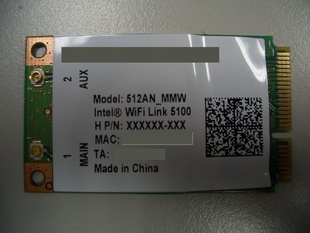 2 AUX
Model: 512AN_MMW
Intel® WiFi Link 5100
H P/N: XXXXXX-XXX
MAC:
1 MAIN
TA:
Made in China